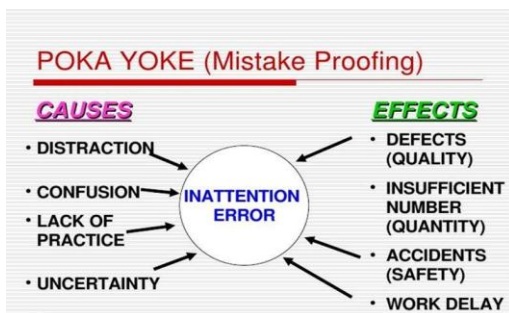 POKA YOKE (Mistake Proofing)
CAUSES
• DISTRACTION
• CONFUSION
• LACK OF
PRACTICE
• UNCERTAINTY
INATTENTION
ERROR
EFFECTS
• DEFECTS
(QUALITY)
• INSUFFICIENT
NUMBER
(QUANTITY)
• ACCIDENTS
(SAFETY)
• WORK DELAY